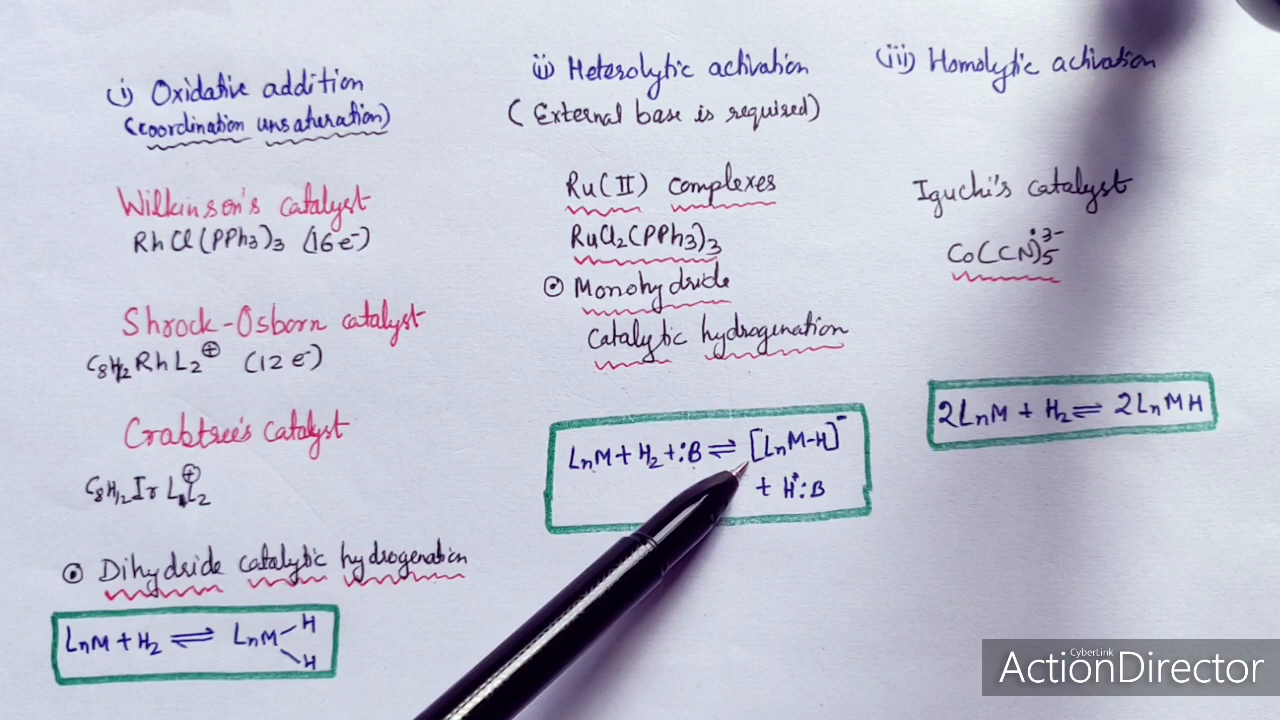 (i) Oxidative addition
(coordination unsaturation)
Wilkinson's catalyst
RhCl(PPh3)3 (16e⁻)
Shrock-Osborn catalyst
C8H12RhL2⊕ (12 e⁻)
Crabtree's catalyst
C8H12IrL1L2⊕
⊙ Dihydride catalytic hydrogenation
LnM + H2 ⇌ LnM
H
H
ii) Heterolytic activation
(External base is required)
Ru(II) complexes
RuCl2(PPh3)3
⊙ Monohydride
Catalytic hydrogenation
LnM + H2 + :B ⇌ [LnM-H]⁻
+ H⁺:B
(iii) Homolytic activation
Iguchi's catalyst
Co(CN)5•3-
2LnM + H2 ⇌ 2LnMH
CyberLink
ActionDirector